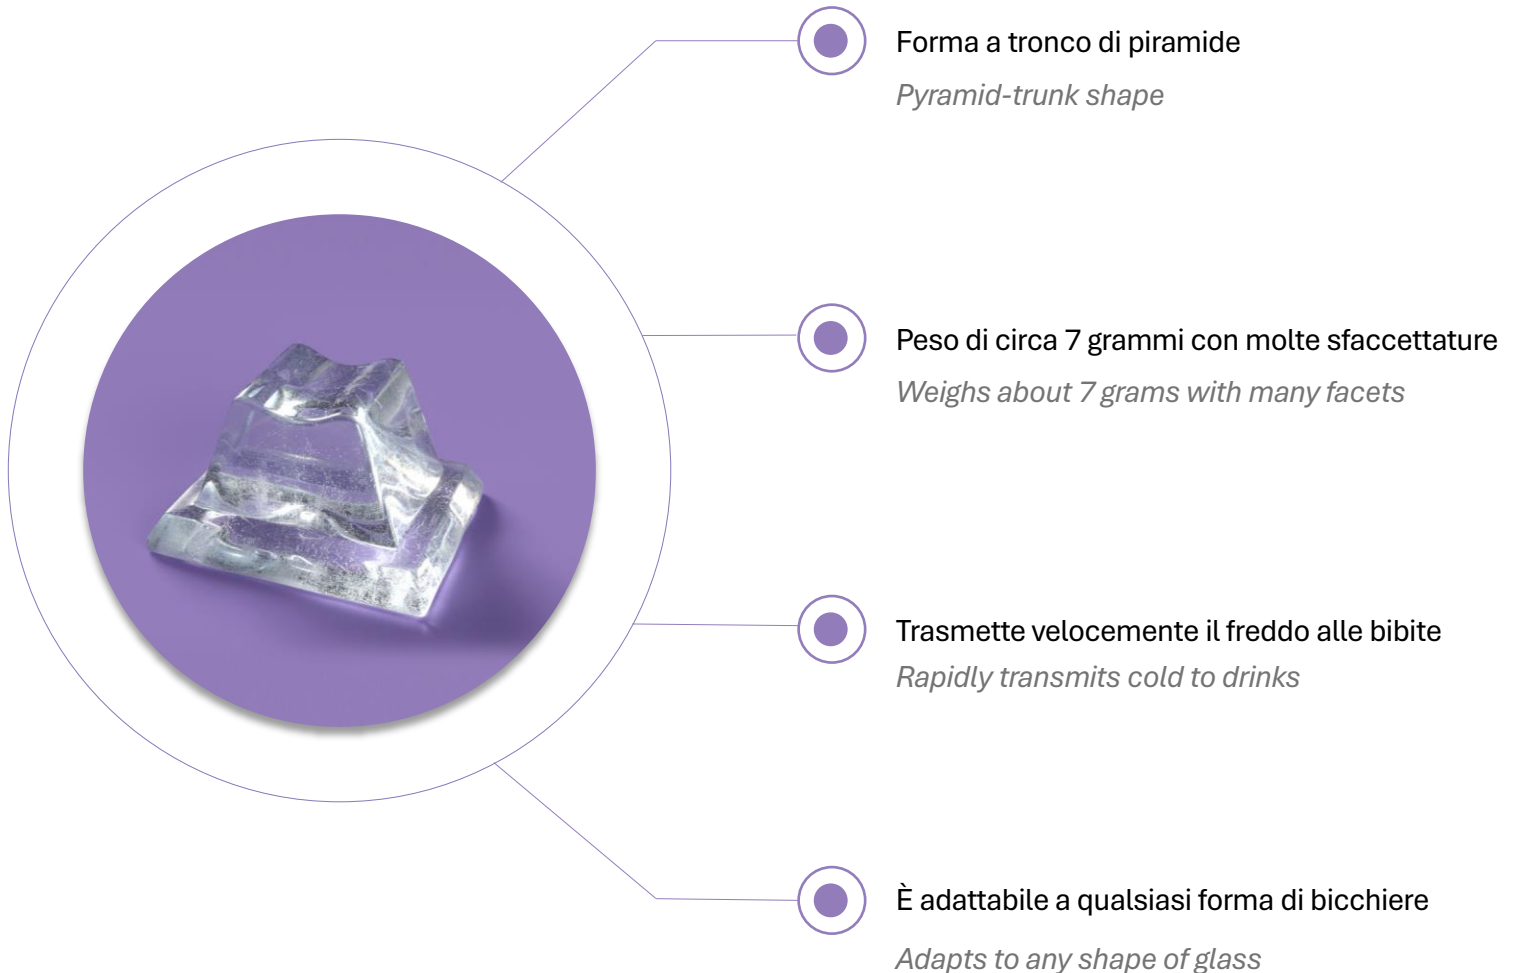 Forma a tronco di piramide
Pyramid-trunk shape
Peso di circa 7 grammi con molte sfaccettature
Weighs about 7 grams with many facets
Trasmette velocemente il freddo alle bibite
Rapidly transmits cold to drinks
È adattabile a qualsiasi forma di bicchiere
Adapts to any shape of glass